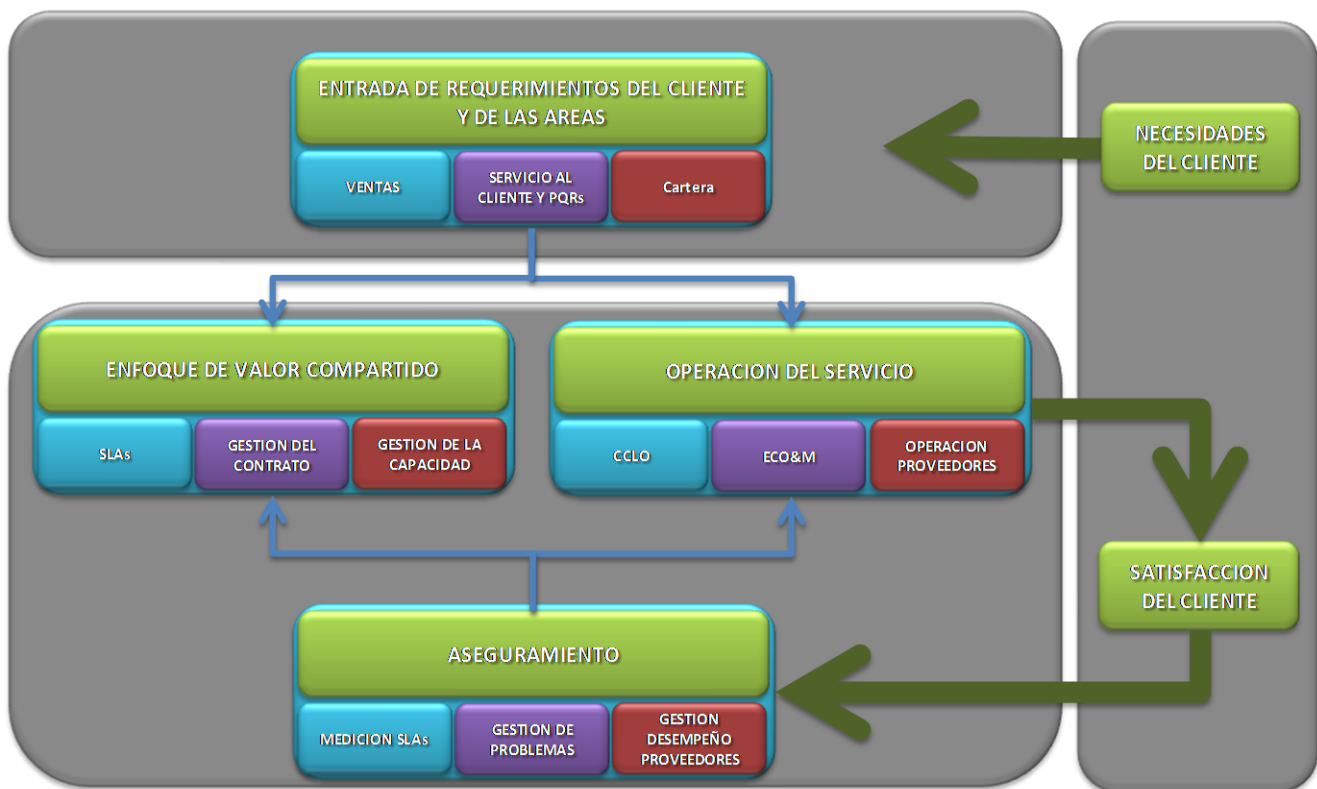 ENTRADA DE REQUERIMIENTOS DEL CLIENTE
Y DE LAS AREAS
VENTAS
SERVICIO AL
CLIENTE Y PQRs
Cartera
NECESIDADES
DEL CLIENTE
ENFOQUE DE VALOR COMPARTIDO
SLAs
GESTION DEL
CONTRATO
GESTION DE LA
CAPACIDAD
OPERACION DEL SERVICIO
CCLO
ECO&M
OPERACION
PROVEEDORES
SATISFACCION
DEL CLIENTE
ASEGURAMIENTO
MEDICION SLAs
GESTION DE
PROBLEMAS
GESTION
DESEMPEÑO
PROVEEDORES